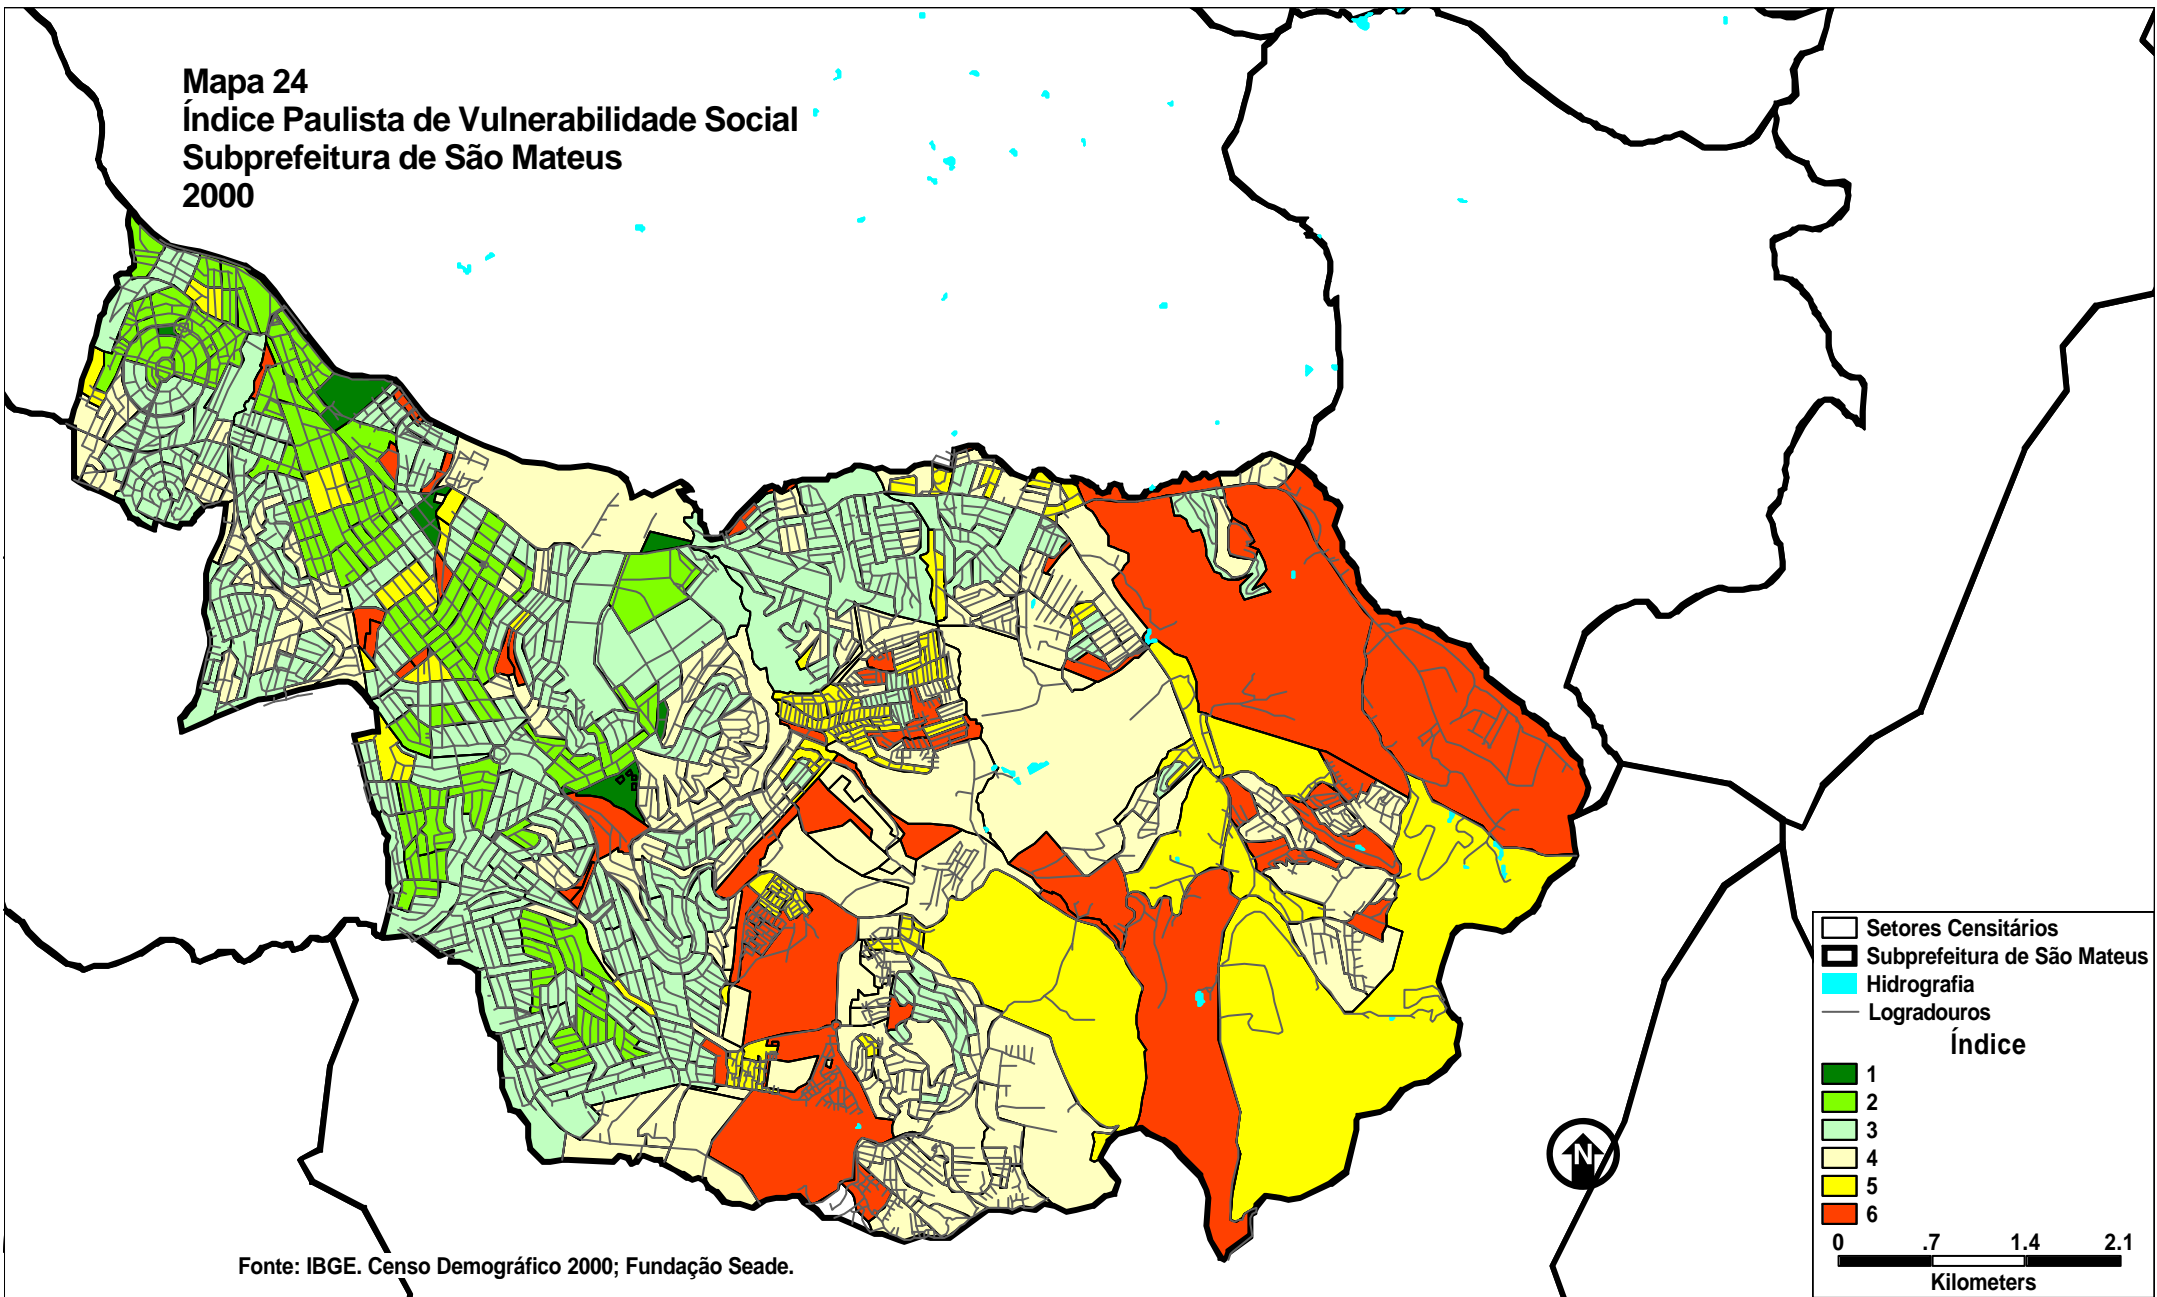 Mapa 24
Índice Paulista de Vulnerabilidade Social
Subprefeitura de São Mateus
2000
Setores Censitários
Subprefeitura de São Mateus
Hidrografia
Logradouros
Índice
1
2
3
4
5
6
0 .7 1.4 2.1
Kilometers
N
Fonte: IBGE. Censo Demográfico 2000; Fundação Seade.